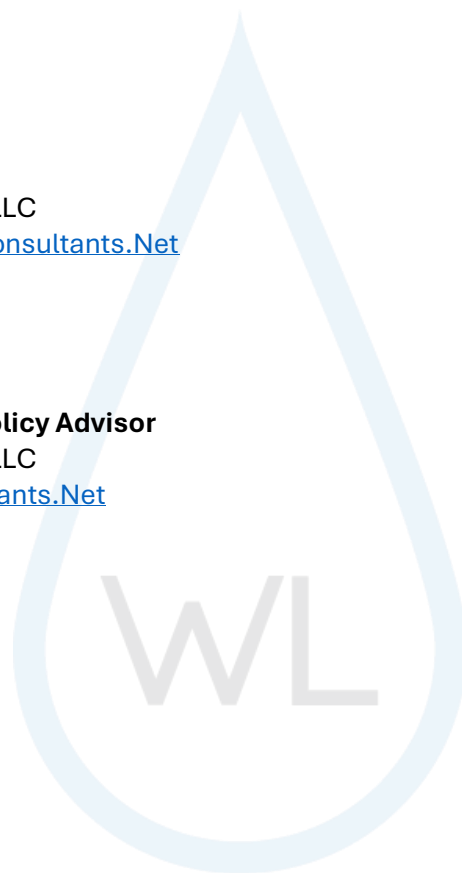 LLC
onsultants.Net
olicy Advisor
LLC
ants.Net
WL